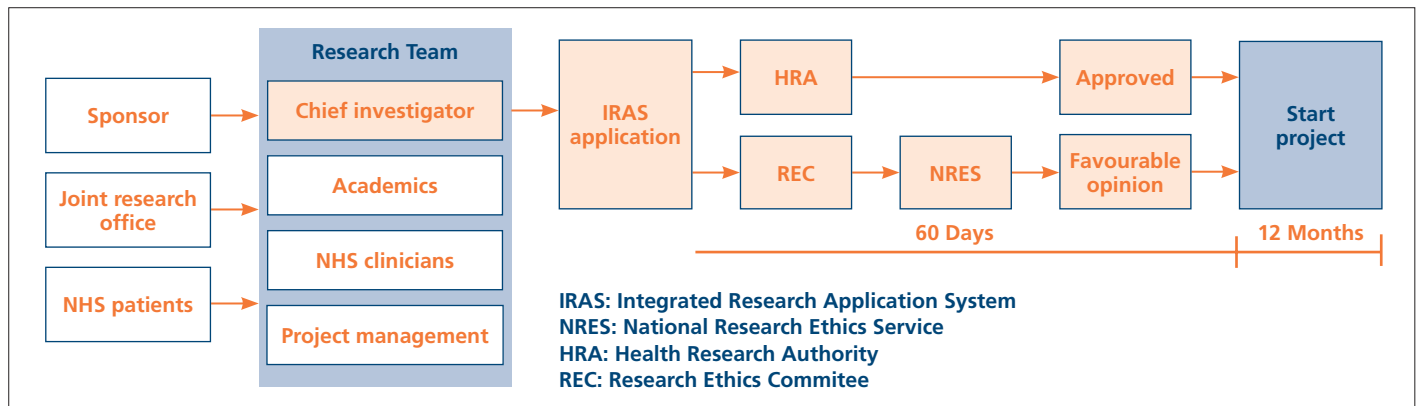 Research Team
Sponsor
Joint research
office
NHS patients
Chief investigator
Academics
NHS clinicians
Project management
IRAS
application
HRA
Approved
REC
NRES
Favourable
opinion
Start
project
60 Days
12 Months
IRAS: Integrated Research Application System
NRES: National Research Ethics Service
HRA: Health Research Authority
REC: Research Ethics Commitee